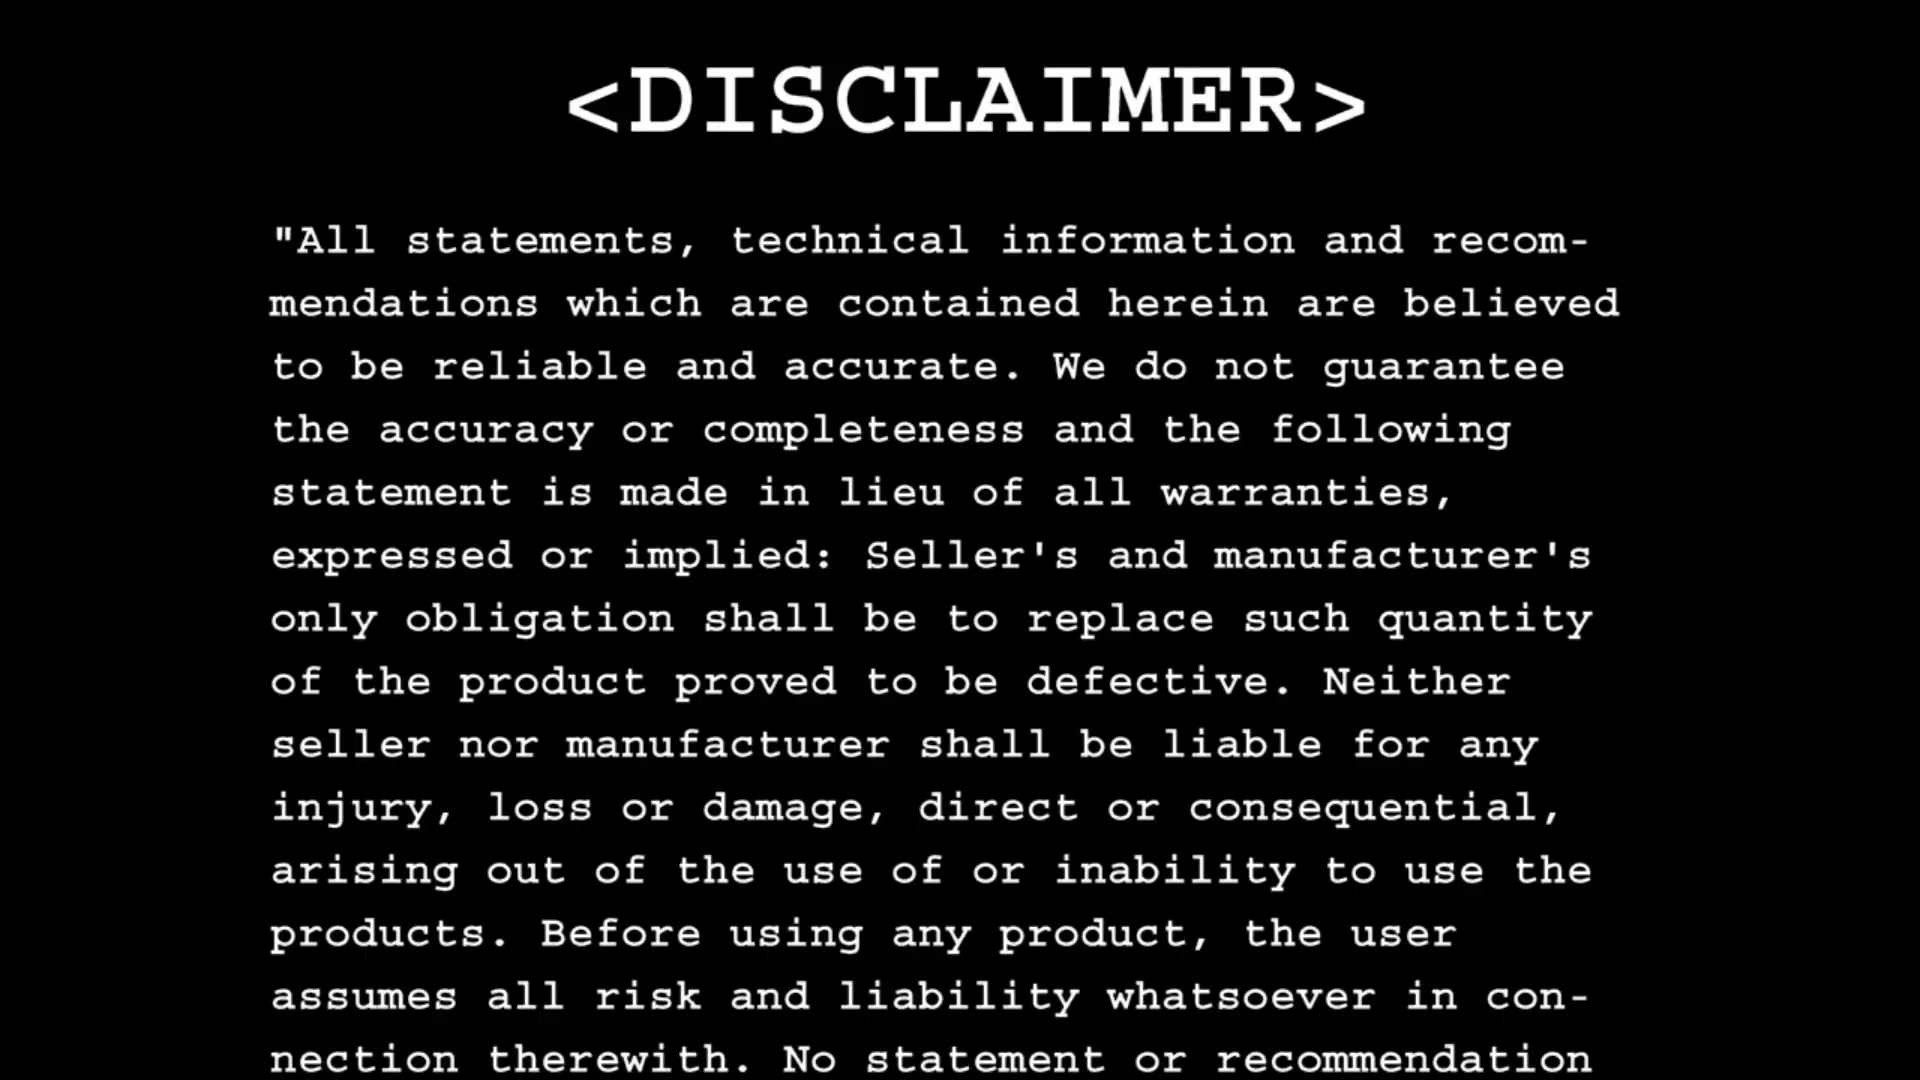 <DISCLAIMER>
"All statements, technical information and recom-
mendations which are contained herein are believed
to be reliable and accurate. We do not guarantee
the accuracy or completeness and the following
statement is made in lieu of all warranties,
expressed or implied: Seller's and manufacturer's
only obligation shall be to replace such quantity
of the product proved to be defective. Neither
seller nor manufacturer shall be liable for any
injury, loss or damage, direct or consequential,
arising out of the use of or inability to use the
products. Before using any product, the user
assumes all risk and liability whatsoever in con-
nection therewith. No statement or recommendation